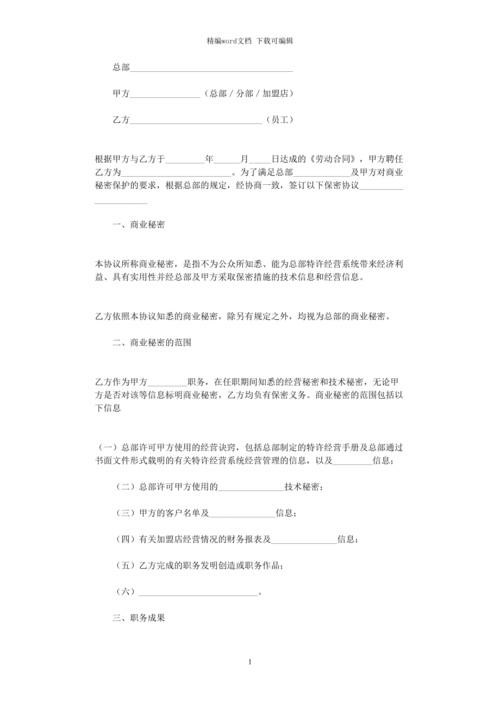 精编word文档 下载可编辑
总部_____________________________________
甲方________________（总部／分部／加盟店）
乙方______________________________（员工）
根据甲方与乙方于_________年______月_____日达成的《劳动合同》，甲方聘任
乙方为_________________________。为了满足总部_____________及甲方对商业
秘密保护的要求，根据总部的规定，经协商一致，签订以下保密协议__________
____________
一、商业秘密
本协议所称商业秘密，是指不为公众所知悉、能为总部特许经营系统带来经济利
益、具有实用性并经总部及甲方采取保密措施的技术信息和经营信息。
乙方依照本协议知悉的商业秘密，除另有规定之外，均视为总部的商业秘密。
二、商业秘密的范围
乙方作为甲方_________职务，在任职期间知悉的经营秘密和技术秘密，无论甲
方是否对该等信息标明商业秘密，乙方均负有保密义务。商业秘密的范围包括以
下信息
（一）总部许可甲方使用的经营诀窍，包括总部制定的特许经营手册及总部通过
书面文件形式载明的有关特许经营系统经营管理的信息，以及_________信息；
（二）总部许可甲方使用的_______________技术秘密；
（三）甲方的客户名单及_______________信息；
（四）有关加盟店经营情况的财务报表及_______________信息；
（五）乙方完成的职务发明创造或职务作品；
（六）___________________________。
三、职务成果
1